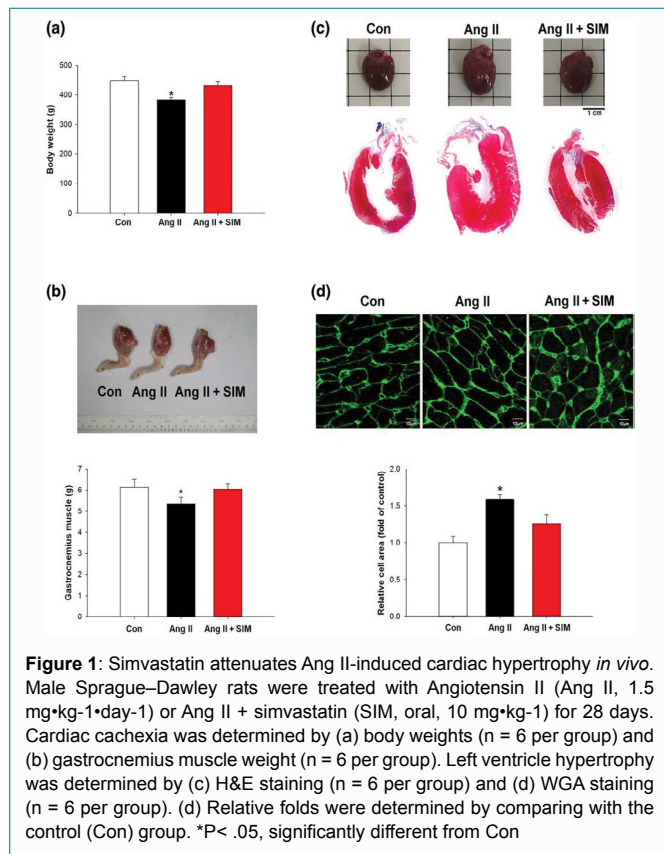 (a)
500
400
300
200
100
0
Body weight (g)
*
Con Ang II Ang II + SIM
(c)
Con Ang II Ang II + SIM
1 cm
(b)
Con Ang II Ang II + SIM
7
6
5
4
3
2
1
0
Gastrocnemius muscle (g)
*
Con Ang II Ang II + SIM
(d)
Con Ang II Ang II + SIM
10μm 10μm 10μm
2.0
1.5
1.0
0.5
0.0
Relative cell area (fold of control)
*
Con Ang II Ang II + SIM
Figure 1: Simvastatin attenuates Ang II-induced cardiac hypertrophy in vivo.
Male Sprague–Dawley rats were treated with Angiotensin II (Ang II, 1.5
mg•kg-1•day-1) or Ang II + simvastatin (SIM, oral, 10 mg•kg-1) for 28 days.
Cardiac cachexia was determined by (a) body weights (n = 6 per group) and
(b) gastrocnemius muscle weight (n = 6 per group). Left ventricle hypertrophy
was determined by (c) H&E staining (n = 6 per group) and (d) WGA staining
(n = 6 per group). (d) Relative folds were determined by comparing with the
control (Con) group. *P< .05, significantly different from Con